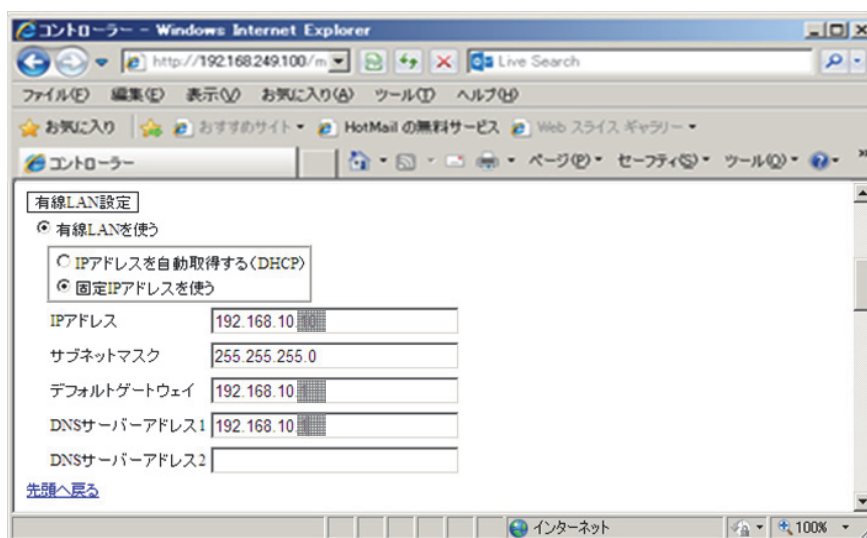 コントローラー - Windows Internet Explorer
http://192.168.249.100/m
Live Search
ファイル(F) 編集(E) 表示(V) お気に入り(A) ツール(T) ヘルプ(H)
お気に入り おすすめサイト HotMail の無料サービス Web スライス ギャラリー
コントローラー ページ(P) セーフティ(S) ツール(O)
有線LAN設定
有線LANを使う
IPアドレスを自動取得する(DHCP)
固定IPアドレスを使う
IPアドレス 192.168.10.
サブネットマスク 255.255.255.0
デフォルトゲートウェイ 192.168.10.
DNSサーバーアドレス1 192.168.10.
DNSサーバーアドレス2
先頭へ戻る
インターネット 100%